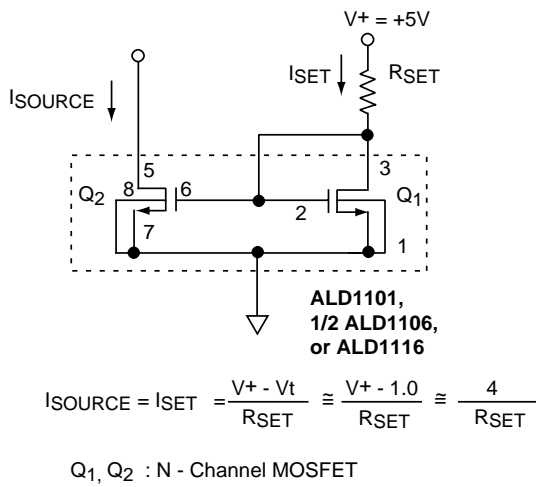 V+ = +5V
ISET
RSET
ISOURCE
5
3
Q2
8
6
2
Q1
7
1
ALD1101,
1/2 ALD1106,
or ALD1116
ISOURCE = ISET = V+ - Vt / RSET ≅ V+ - 1.0 / RSET ≅ 4 / RSET
Q1, Q2 : N - Channel MOSFET